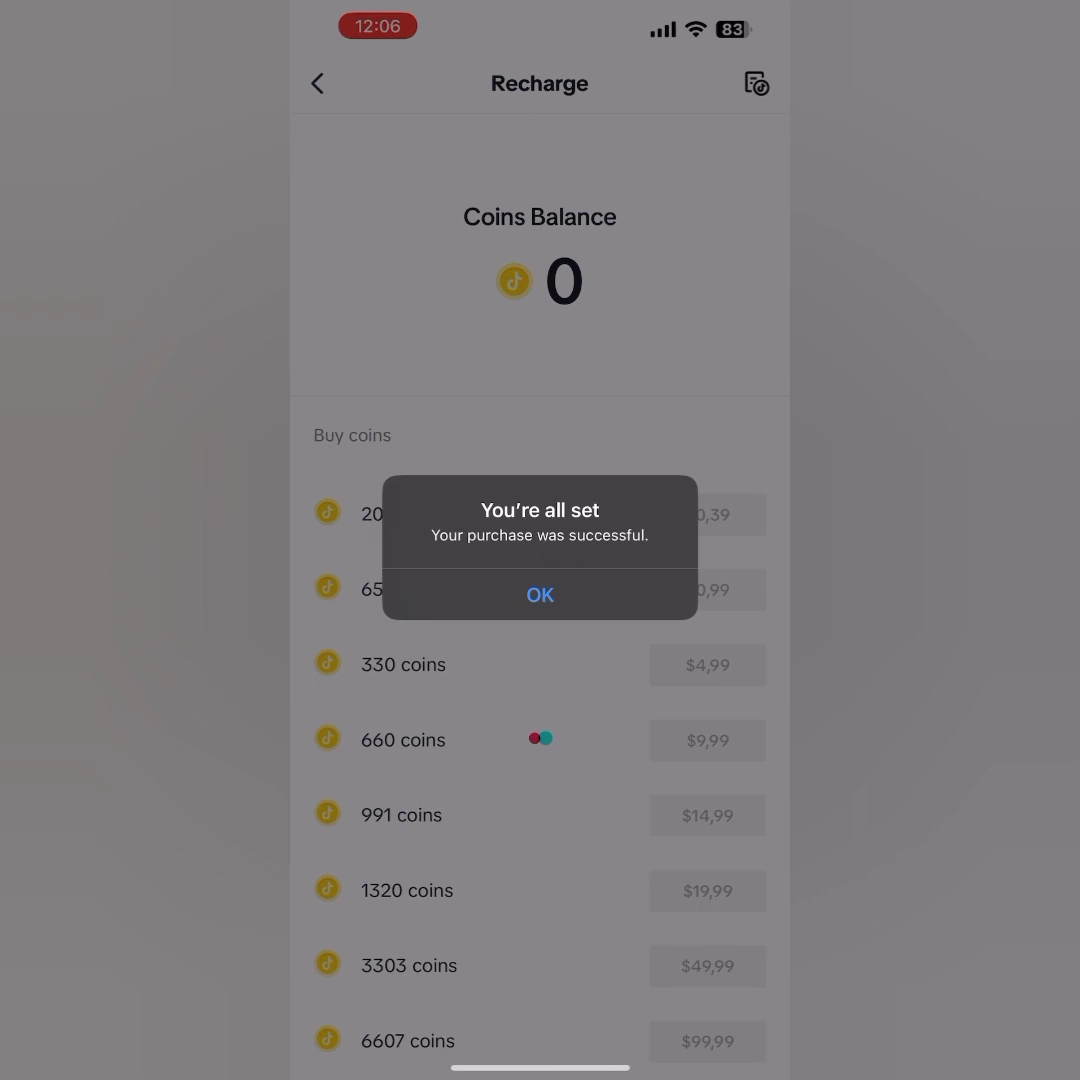 12:06
83
Recharge
Coins Balance
0
Buy coins
20
0,39
65
0,99
You're all set
Your purchase was successful.
OK
330 coins
$4,99
660 coins
$9,99
991 coins
$14,99
1320 coins
$19,99
3303 coins
$49,99
6607 coins
$99,99